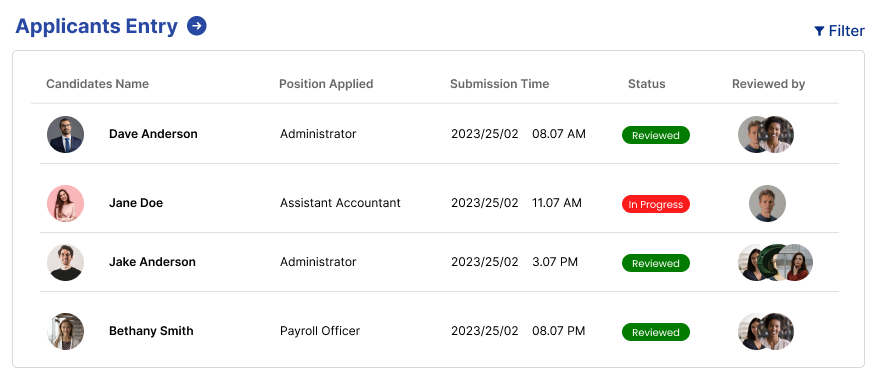 Applicants Entry
Filter
Candidates Name Position Applied Submission Time Status Reviewed by
Dave Anderson Administrator 2023/25/02 08.07 AM Reviewed
Jane Doe Assistant Accountant 2023/25/02 11.07 AM In Progress
Jake Anderson Administrator 2023/25/02 3.07 PM Reviewed
Bethany Smith Payroll Officer 2023/25/02 08.07 PM Reviewed